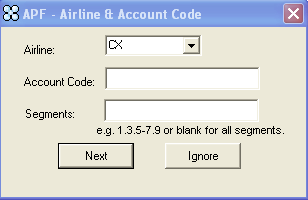 APF - Airline & Account Code
Airline: CX
Account Code:
Segments:
e.g. 1.3.5-7.9 or blank for all segments.
Next Ignore